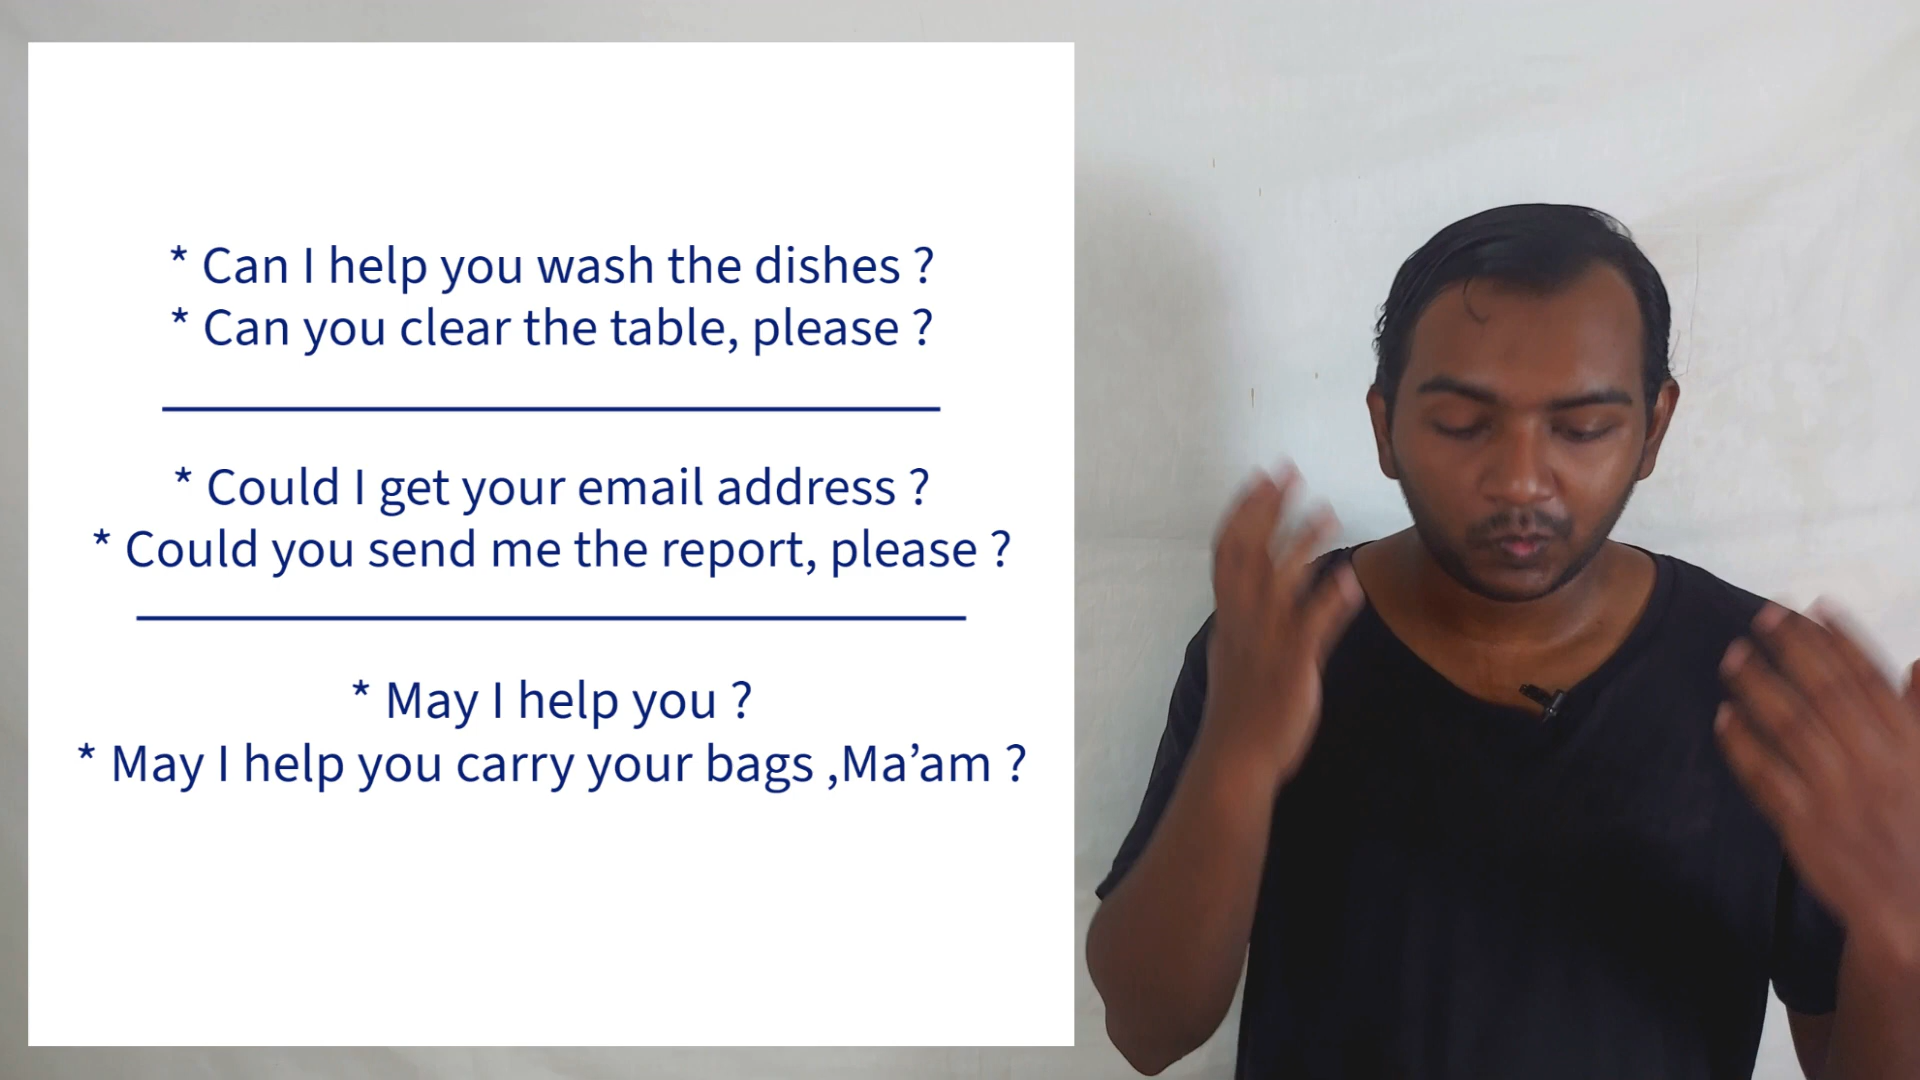 * Can I help you wash the dishes ?
* Can you clear the table, please ?
* Could I get your email address ?
* Could you send me the report, please ?
* May I help you ?
* May I help you carry your bags ,Ma’am ?